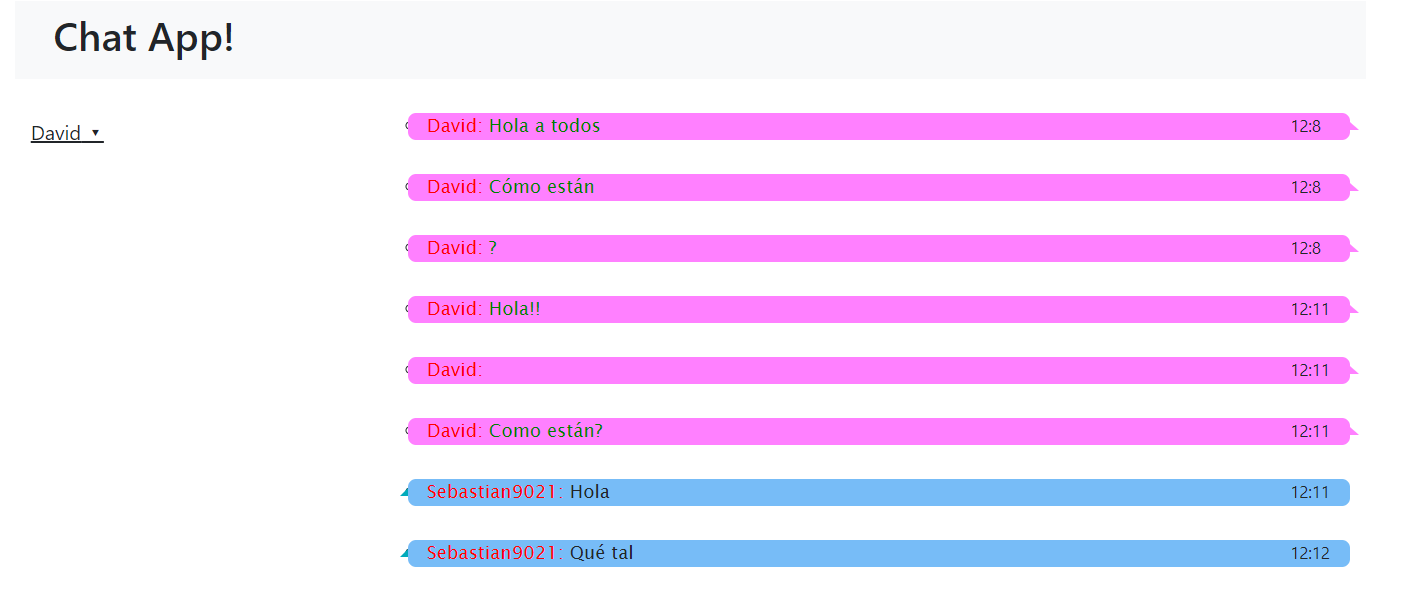 Chat App!
David ▾
David: Hola a todos 12:8
David: Cómo están 12:8
David: ? 12:8
David: Hola!! 12:11
David: 12:11
David: Como están? 12:11
Sebastian9021: Hola 12:11
Sebastian9021: Qué tal 12:12